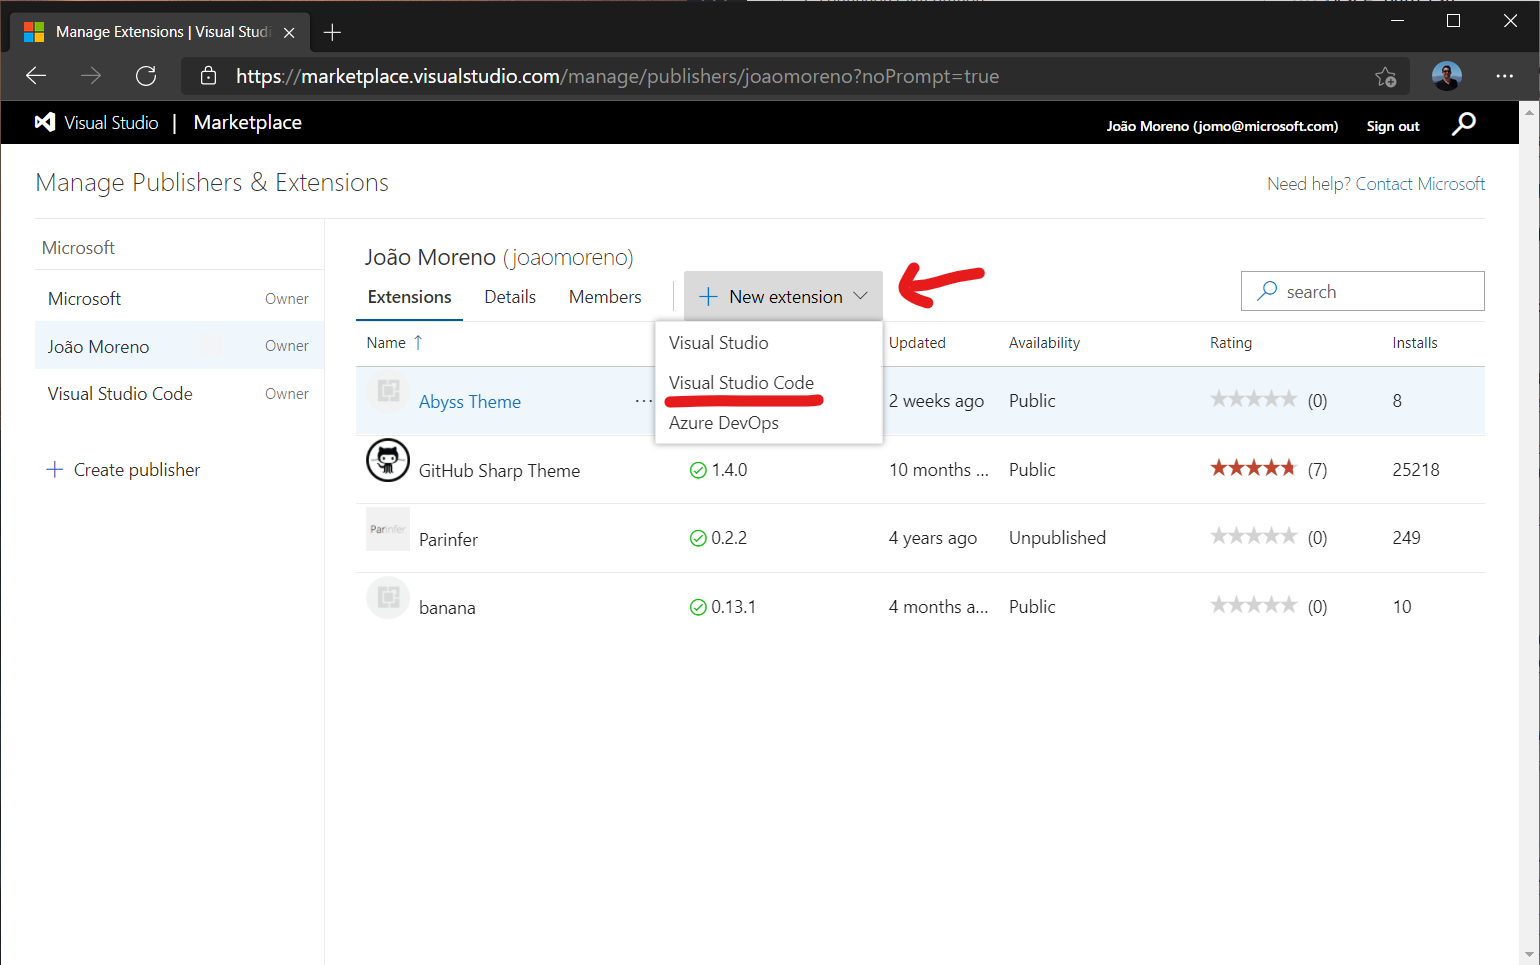 Manage Extensions | Visual Studi
https://marketplace.visualstudio.com/manage/publishers/joaomoreno?noPrompt=true
Visual Studio | Marketplace
João Moreno (jomo@microsoft.com) Sign out
Manage Publishers & Extensions
Need help? Contact Microsoft
Microsoft
Microsoft Owner
João Moreno Owner
Visual Studio Code Owner
+ Create publisher
João Moreno (joaomoreno)
Extensions Details Members + New extension search
Visual Studio
Visual Studio Code
Azure DevOps
Name ↑ Updated Availability Rating Installs
Abyss Theme ... 2 weeks ago Public (0) 8
GitHub Sharp Theme 1.4.0 10 months ... Public (7) 25218
Parinfer Parinfer 0.2.2 4 years ago Unpublished (0) 249
banana 0.13.1 4 months a... Public (0) 10